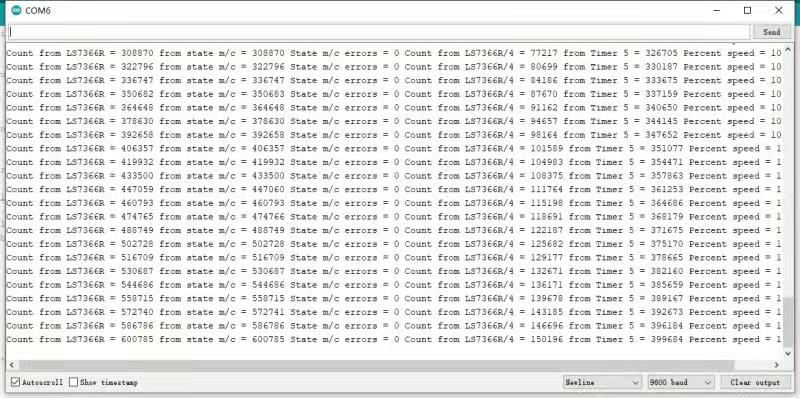 COM6
Send
Count from LS7366R = 308870 from state m/c = 308870 State m/c errors = 0 Count from LS7366R/4 = 77217 from Timer 5 = 326705 Percent speed = 10
Count from LS7366R = 322796 from state m/c = 322796 State m/c errors = 0 Count from LS7366R/4 = 80699 from Timer 5 = 330187 Percent speed = 10
Count from LS7366R = 336747 from state m/c = 336747 State m/c errors = 0 Count from LS7366R/4 = 84186 from Timer 5 = 333675 Percent speed = 10
Count from LS7366R = 350682 from state m/c = 350683 State m/c errors = 0 Count from LS7366R/4 = 87670 from Timer 5 = 337159 Percent speed = 10
Count from LS7366R = 364648 from state m/c = 364648 State m/c errors = 0 Count from LS7366R/4 = 91162 from Timer 5 = 340650 Percent speed = 10
Count from LS7366R = 378630 from state m/c = 378630 State m/c errors = 0 Count from LS7366R/4 = 94657 from Timer 5 = 344145 Percent speed = 10
Count from LS7366R = 392658 from state m/c = 392658 State m/c errors = 0 Count from LS7366R/4 = 98164 from Timer 5 = 347652 Percent speed = 10
Count from LS7366R = 406357 from state m/c = 406357 State m/c errors = 0 Count from LS7366R/4 = 101589 from Timer 5 = 351077 Percent speed = 1
Count from LS7366R = 419932 from state m/c = 419932 State m/c errors = 0 Count from LS7366R/4 = 104983 from Timer 5 = 354471 Percent speed = 1
Count from LS7366R = 433500 from state m/c = 433500 State m/c errors = 0 Count from LS7366R/4 = 108375 from Timer 5 = 357863 Percent speed = 1
Count from LS7366R = 447059 from state m/c = 447060 State m/c errors = 0 Count from LS7366R/4 = 111764 from Timer 5 = 361253 Percent speed = 1
Count from LS7366R = 460793 from state m/c = 460793 State m/c errors = 0 Count from LS7366R/4 = 115198 from Timer 5 = 364686 Percent speed = 1
Count from LS7366R = 474765 from state m/c = 474766 State m/c errors = 0 Count from LS7366R/4 = 118691 from Timer 5 = 368179 Percent speed = 1
Count from LS7366R = 488749 from state m/c = 488749 State m/c errors = 0 Count from LS7366R/4 = 122187 from Timer 5 = 371675 Percent speed = 1
Count from LS7366R = 502728 from state m/c = 502728 State m/c errors = 0 Count from LS7366R/4 = 125682 from Timer 5 = 375170 Percent speed = 1
Count from LS7366R = 516709 from state m/c = 516709 State m/c errors = 0 Count from LS7366R/4 = 129177 from Timer 5 = 378665 Percent speed = 1
Count from LS7366R = 530687 from state m/c = 530687 State m/c errors = 0 Count from LS7366R/4 = 132671 from Timer 5 = 382160 Percent speed = 1
Count from LS7366R = 544686 from state m/c = 544686 State m/c errors = 0 Count from LS7366R/4 = 136171 from Timer 5 = 385659 Percent speed = 1
Count from LS7366R = 558715 from state m/c = 558715 State m/c errors = 0 Count from LS7366R/4 = 139678 from Timer 5 = 389167 Percent speed = 1
Count from LS7366R = 572740 from state m/c = 572741 State m/c errors = 0 Count from LS7366R/4 = 143185 from Timer 5 = 392673 Percent speed = 1
Count from LS7366R = 586786 from state m/c = 586786 State m/c errors = 0 Count from LS7366R/4 = 146696 from Timer 5 = 396184 Percent speed = 1
Count from LS7366R = 600785 from state m/c = 600785 State m/c errors = 0 Count from LS7366R/4 = 150196 from Timer 5 = 399684 Percent speed = 1
Autoscroll Show timestamp Newline 9600 baud Clear output